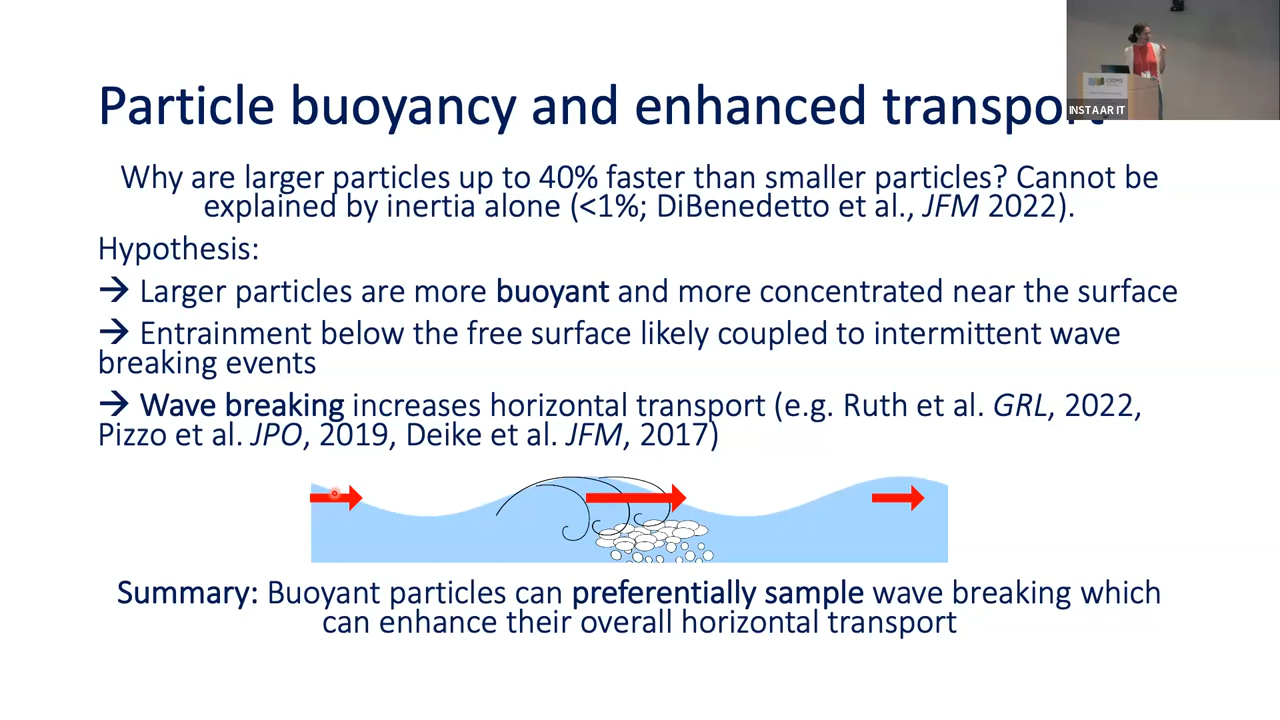 Particle buoyancy and enhanced transport
INSTAAR IT
Why are larger particles up to 40% faster than smaller particles? Cannot be
explained by inertia alone (<1%; DiBenedetto et al., JFM 2022).
Hypothesis:
→ Larger particles are more buoyant and more concentrated near the surface
→ Entrainment below the free surface likely coupled to intermittent wave
breaking events
→ Wave breaking increases horizontal transport (e.g. Ruth et al. GRL, 2022,
Pizzo et al. JPO, 2019, Deike et al. JFM, 2017)
Summary: Buoyant particles can preferentially sample wave breaking which
can enhance their overall horizontal transport